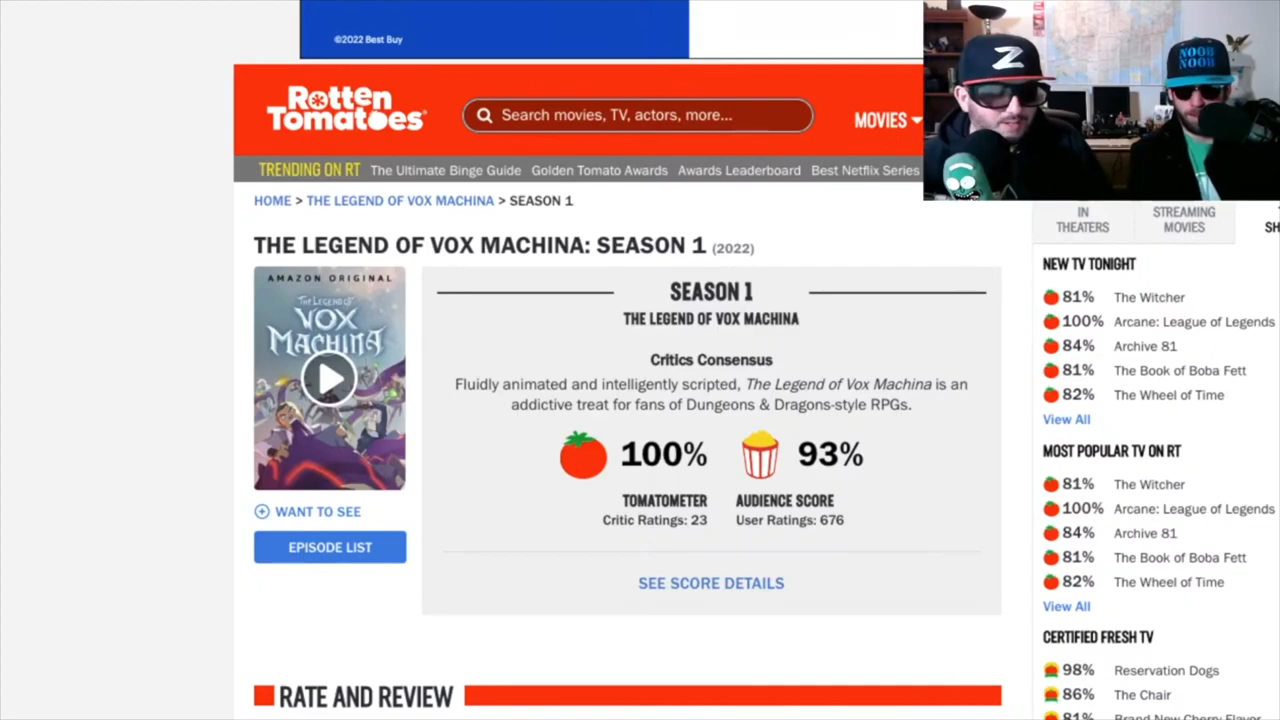 ©2022 Best Buy
Rotten
Tomatoes
Search movies, TV, actors, more...
MOVIES
Z
NOOB
NOOB
TRENDING ON RT The Ultimate Binge Guide Golden Tomato Awards Awards Leaderboard Best Netflix Series
HOME > THE LEGEND OF VOX MACHINA > SEASON 1
THE LEGEND OF VOX MACHINA: SEASON 1 (2022)
AMAZON ORIGINAL
THE LEGEND OF
VOX
MACHINA
WANT TO SEE
EPISODE LIST
SEASON 1
THE LEGEND OF VOX MACHINA
Critics Consensus
Fluidly animated and intelligently scripted, The Legend of Vox Machina is an
addictive treat for fans of Dungeons & Dragons-style RPGs.
100% 93%
TOMATOMETER AUDIENCE SCORE
Critic Ratings: 23 User Ratings: 676
SEE SCORE DETAILS
RATE AND REVIEW
IN
THEATERS
STREAMING
MOVIES
SH
NEW TV TONIGHT
81% The Witcher
100% Arcane: League of Legends
84% Archive 81
81% The Book of Boba Fett
82% The Wheel of Time
View All
MOST POPULAR TV ON RT
81% The Witcher
100% Arcane: League of Legends
84% Archive 81
81% The Book of Boba Fett
82% The Wheel of Time
View All
CERTIFIED FRESH TV
98% Reservation Dogs
86% The Chair
81% Brand New Cherry Flavor